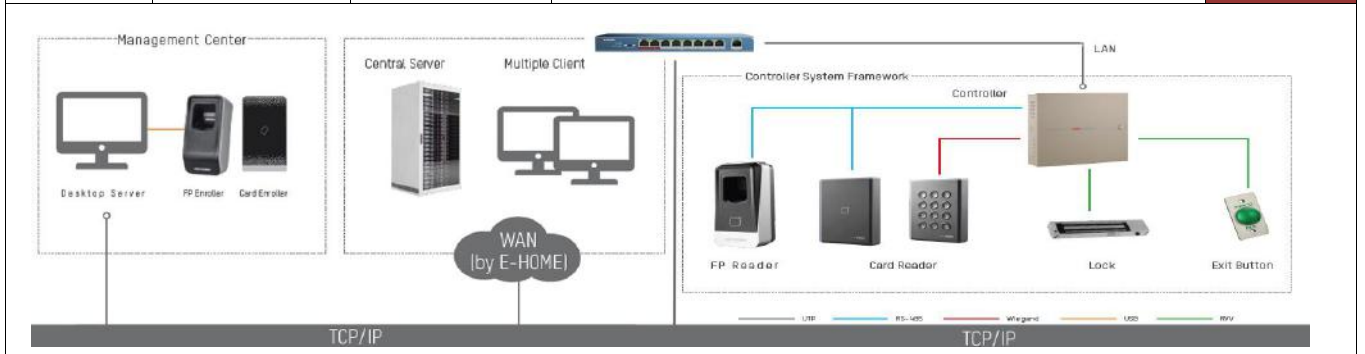 Management Center
Desktop Server
FP Enroller
Card Enroller
Central Server
Multiple Client
WAN
(by E-HOME)
LAN
Controller System Framework
Controller
FP Reader
Card Reader
Lock
Exit Button
UTP
RS-485
Wiegand
USB
RVV
TCP/IP
TCP/IP